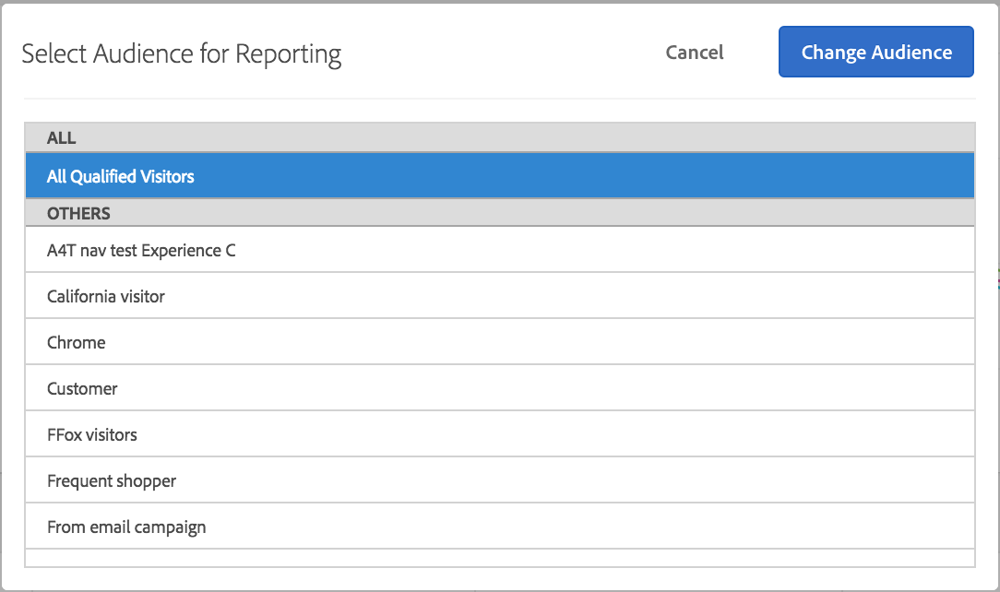 Select Audience for Reporting
Cancel
Change Audience
ALL
All Qualified Visitors
OTHERS
A4T nav test Experience C
California visitor
Chrome
Customer
FFox visitors
Frequent shopper
From email campaign